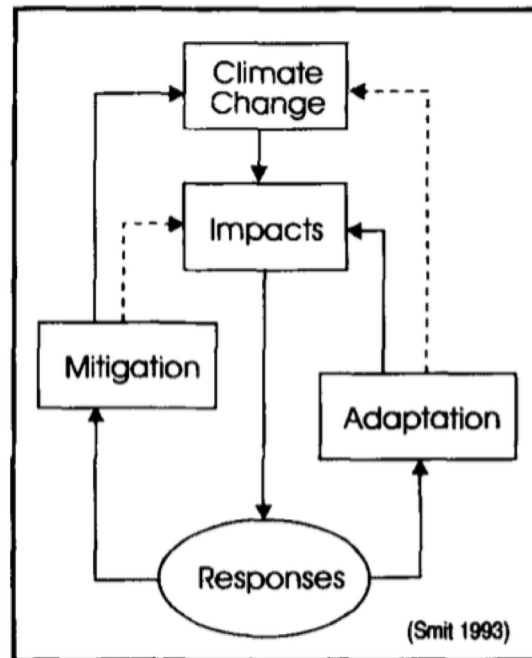 Climate
Change
Impacts
Mitigation
Adaptation
Responses
(Smit 1993)